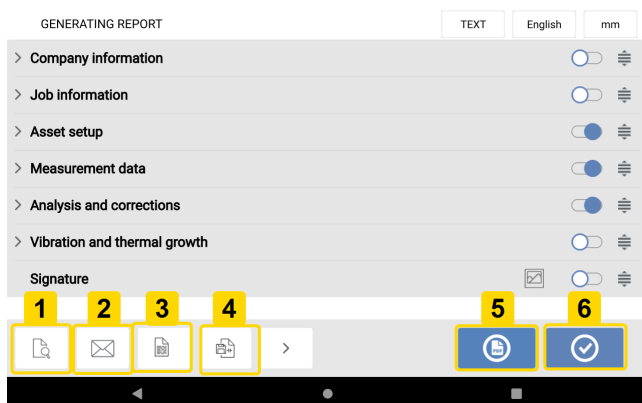 GENERATING REPORT TEXT English mm
Company information
Job information
Asset setup
Measurement data
Analysis and corrections
Vibration and thermal growth
Signature
1 2 3 4 5 6
PDF